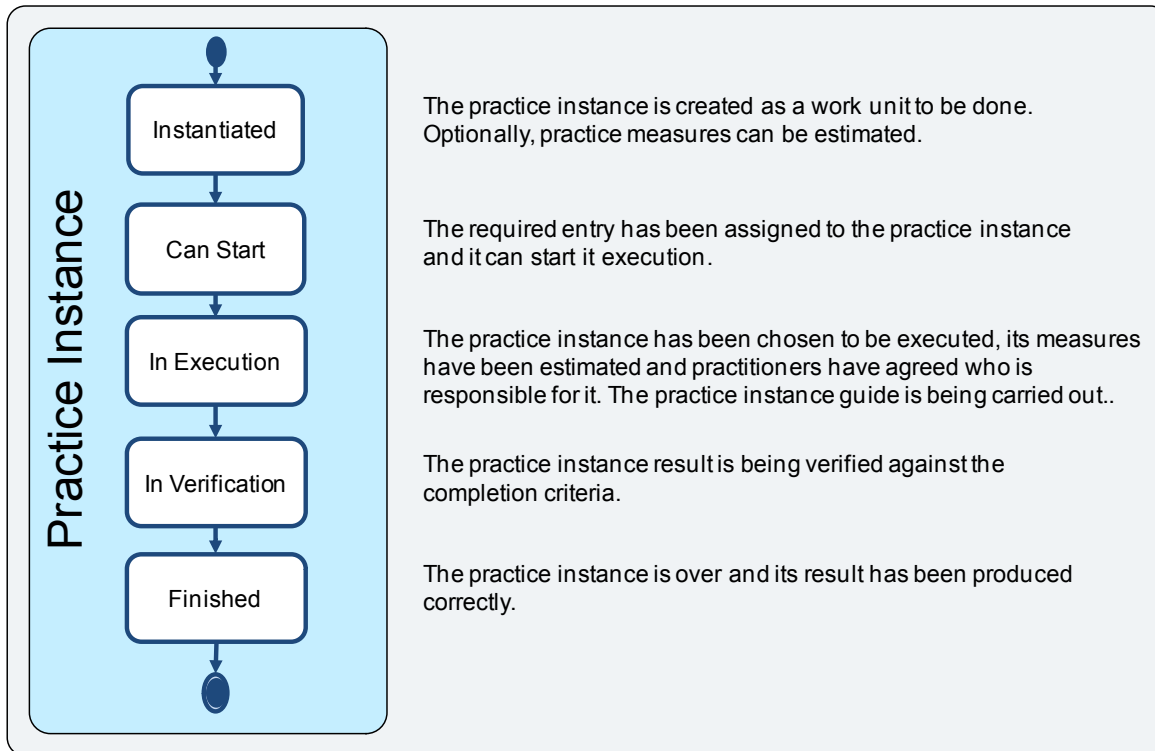 Practice Instance
Instantiated
The practice instance is created as a work unit to be done.
Optionally, practice measures can be estimated.
Can Start
The required entry has been assigned to the practice instance
and it can start it execution.
In Execution
The practice instance has been chosen to be executed, its measures
have been estimated and practitioners have agreed who is
responsible for it. The practice instance guide is being carried out..
In Verification
The practice instance result is being verified against the
completion criteria.
Finished
The practice instance is over and its result has been produced
correctly.